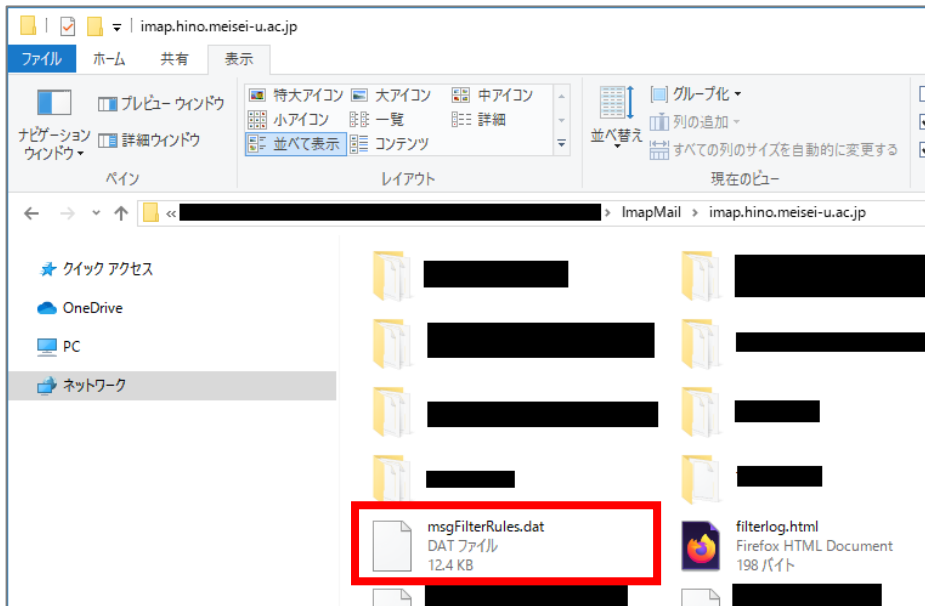 imap.hino.meisei-u.ac.jp
ファイル ホーム 共有 表示
ナビゲーション
ウィンドウ
プレビュー ウィンドウ
詳細ウィンドウ
ペイン
特大アイコン 大アイコン 中アイコン
小アイコン 一覧 詳細
並べて表示 コンテンツ
レイアウト
並べ替え
グループ化
列の追加
すべての列のサイズを自動的に変更する
現在のビュー
« › ImapMail › imap.hino.meisei-u.ac.jp
クイック アクセス
OneDrive
PC
ネットワーク
msgFilterRules.dat
DAT ファイル
12.4 KB
filterlog.html
Firefox HTML Document
198 バイト